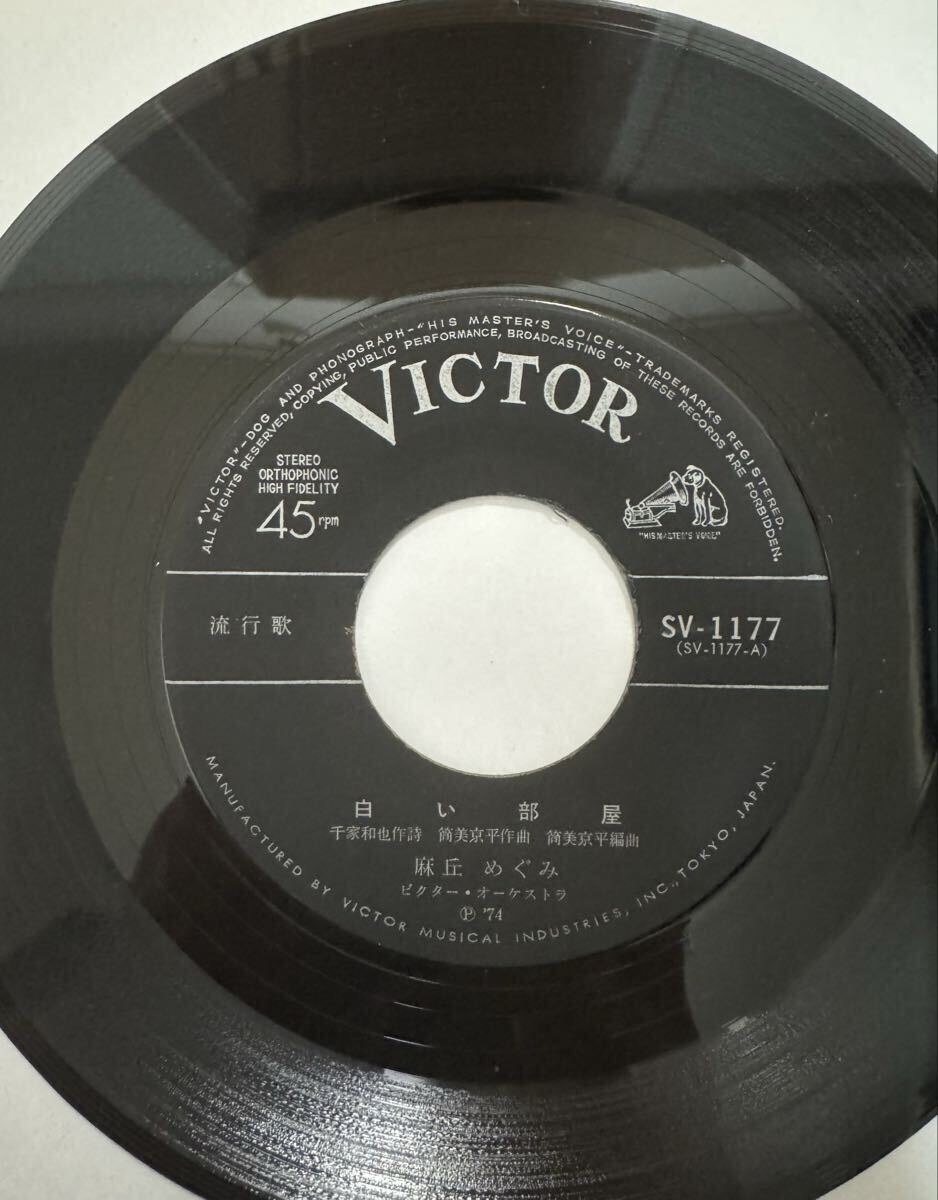 "VICTOR"-DOG AND PHONOGRAPH-"HIS MASTER'S VOICE"-TRADEMARKS REGISTERED.
ALL RIGHTS RESERVED, COPYING, PUBLIC PERFORMANCE, BROADCASTING OF THESE RECORDS ARE FORBIDDEN.
VICTOR
STEREO
ORTHOPHONIC
HIGH FIDELITY
45rpm
"HIS MASTER'S VOICE"
流行歌
SV-1177
(SV-1177-A)
白い部屋
千家和也作詩 筒美京平作曲 筒美京平編曲
麻丘 めぐみ
ビクター・オーケストラ
Ⓟ '74
MANUFACTURED BY VICTOR MUSICAL INDUSTRIES, INC., TOKYO, JAPAN.